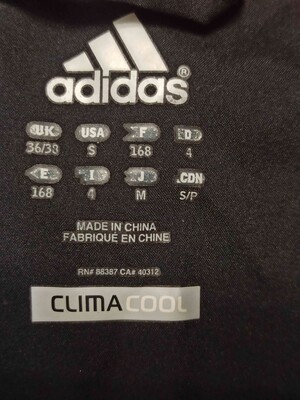 adidas®
UK USA F D
36/38 S 168 4
E I J CDN
168 4 M S/P
MADE IN CHINA
FABRIQUÉ EN CHINE
RN# 88387 CA# 40312
CLIMACOOL